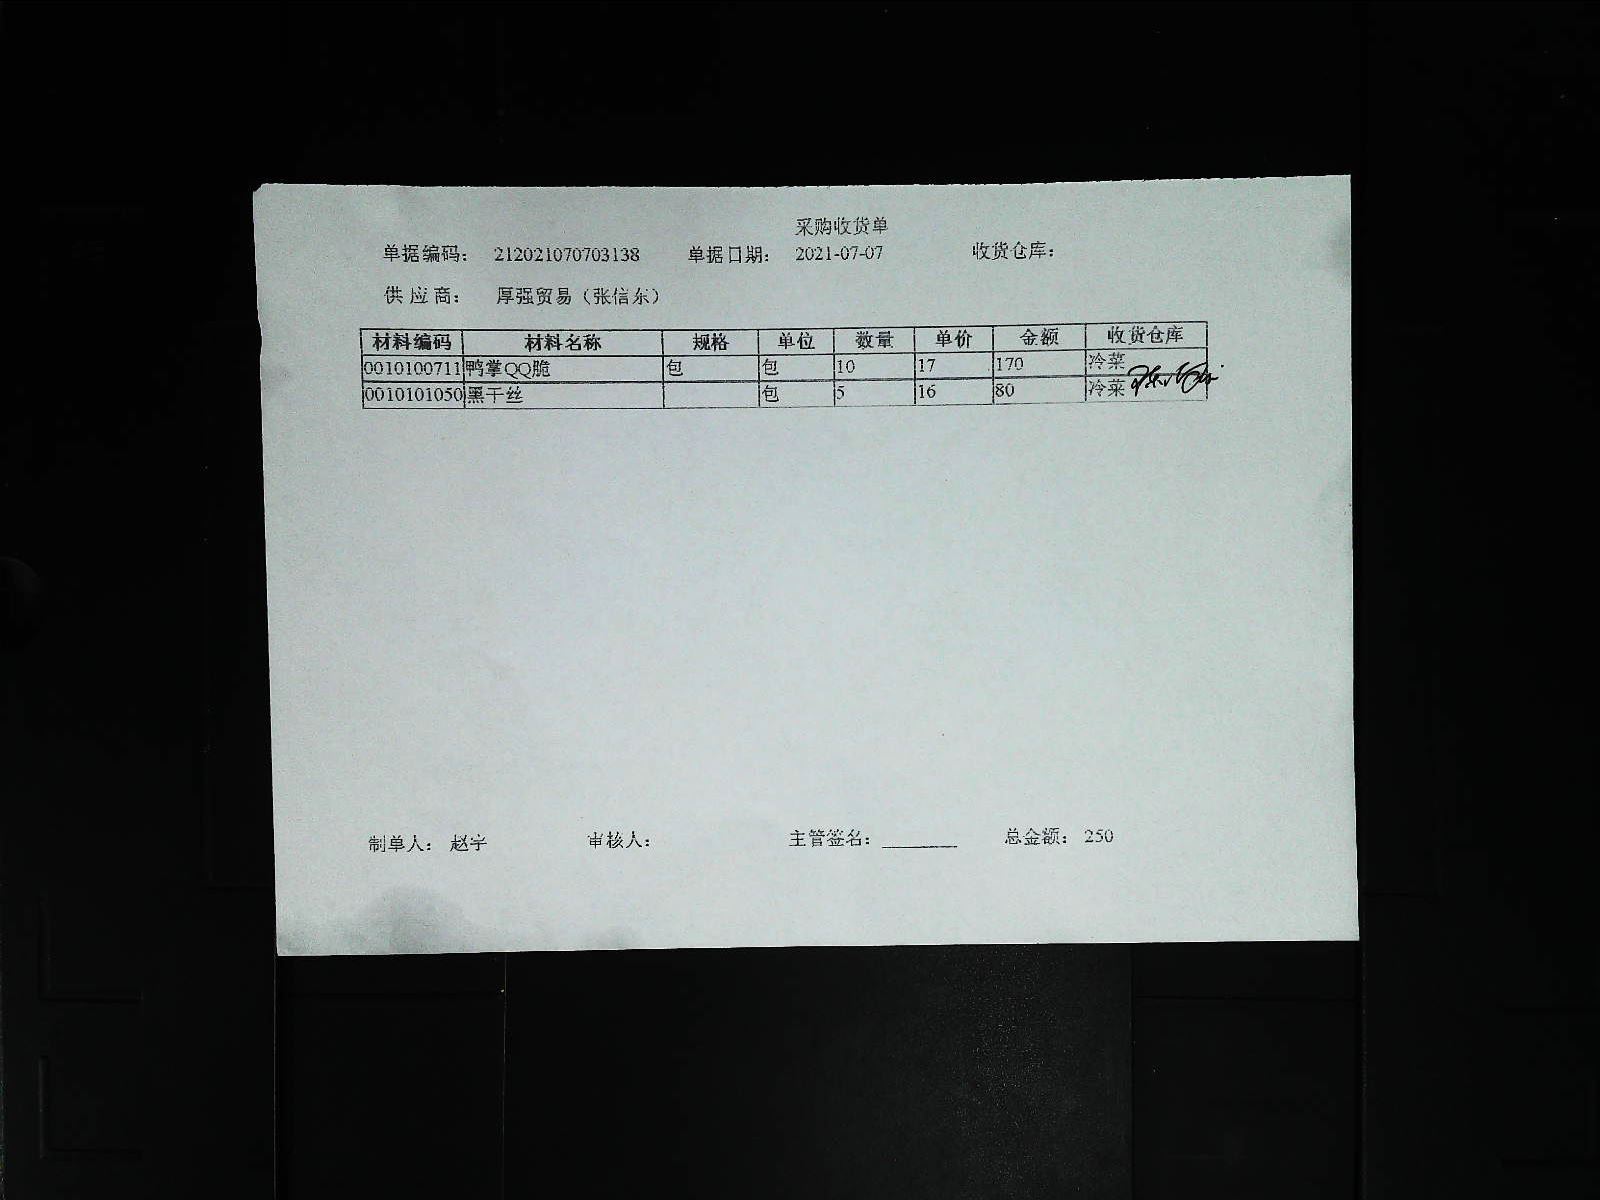 采购收货单
单据编码: 212021070703138 单据日期: 2021-07-07 收货仓库:
供 应 商: 厚强贸易（张信东）
材料编码 材料名称 规格 单位 数量 单价 金额 收货仓库
0010100711 鸭掌QQ脆 包 包 10 17 170 冷菜
0010101050 黑干丝 包 5 16 80 冷菜
制单人: 赵宇 审核人: 主管签名: ________ 总金额: 250